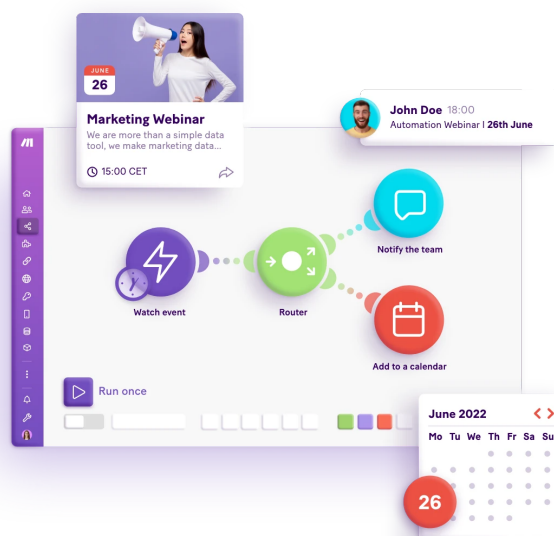 JUNE
26
Marketing Webinar
We are more than a simple data
tool, we make marketing data...
15:00 CET
John Doe 18:00
Automation Webinar I 26th June
Notify the team
Watch event
Router
Add to a calendar
Run once
June 2022
Mo Tu We Th Fr Sa Su
26